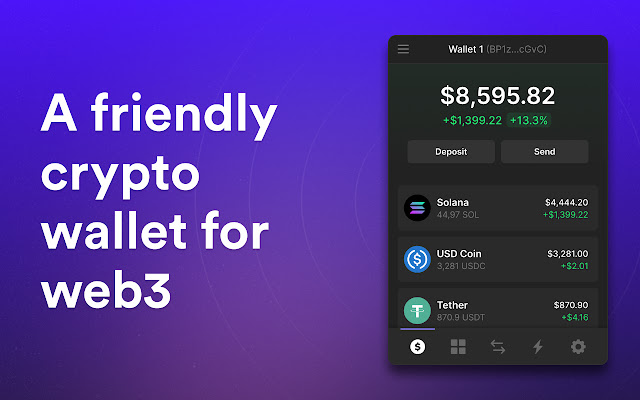 A friendly
crypto
wallet for
web3
Wallet 1 (BP1z...cGvC)
$8,595.82
+$1,399.22 +13.3%
Deposit Send
Solana $4,444.20
44,97 SOL +$1,399.22
USD Coin $3,281.00
3,281 USDC +$2.01
Tether $870.90
870.9 USDT +$4.16